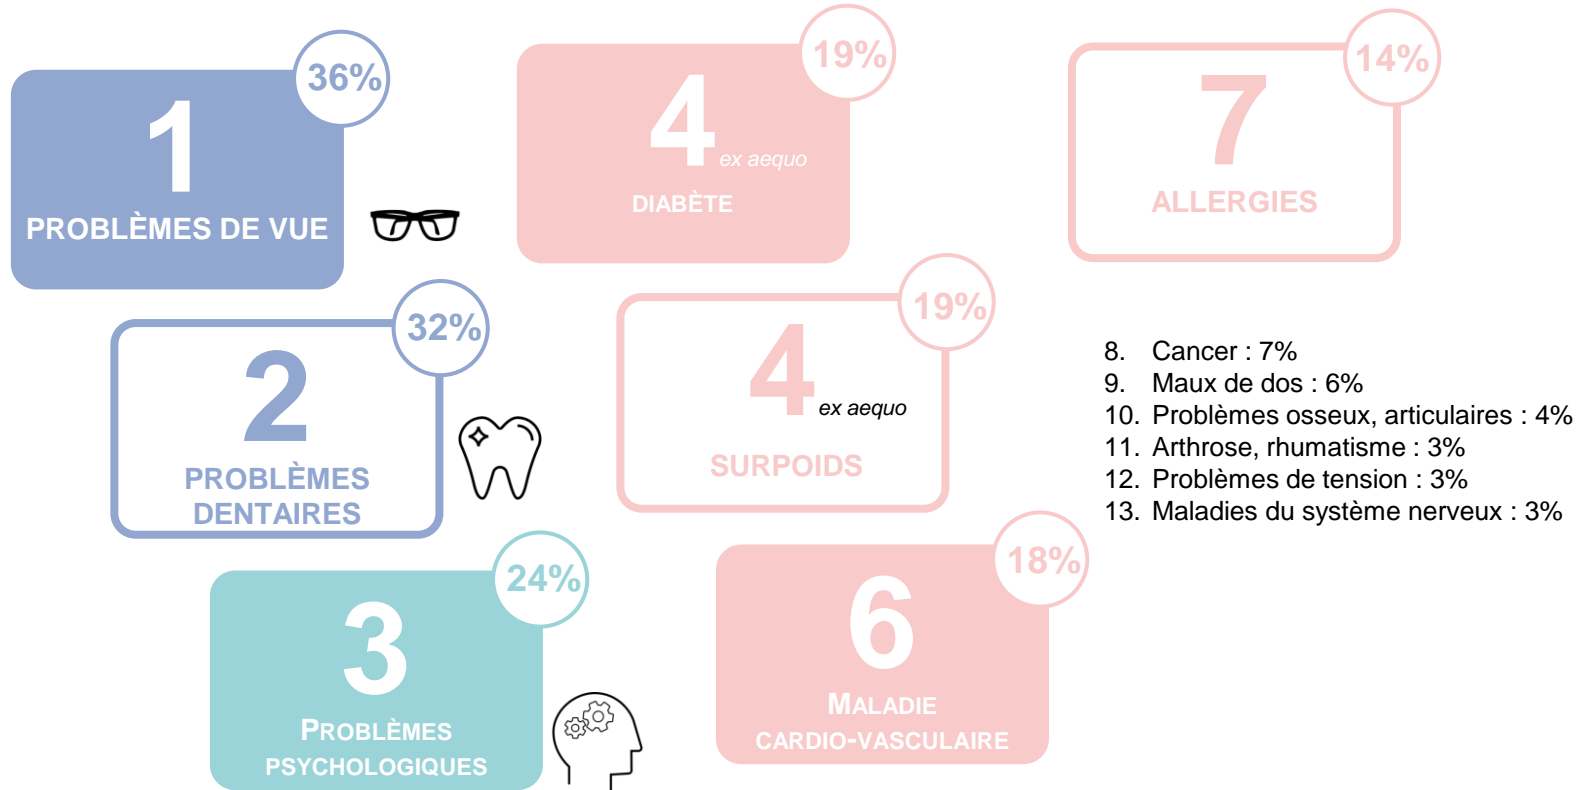 36%
1
PROBLÈMES DE VUE
32%
2
PROBLÈMES
DENTAIRES
24%
3
PROBLÈMES
PSYCHOLOGIQUES
19%
4 ex aequo
DIABÈTE
19%
4 ex aequo
SURPOIDS
18%
6
MALADIE
CARDIO-VASCULAIRE
14%
7
ALLERGIES
8. Cancer : 7%
9. Maux de dos : 6%
10. Problèmes osseux, articulaires : 4%
11. Arthrose, rhumatisme : 3%
12. Problèmes de tension : 3%
13. Maladies du système nerveux : 3%